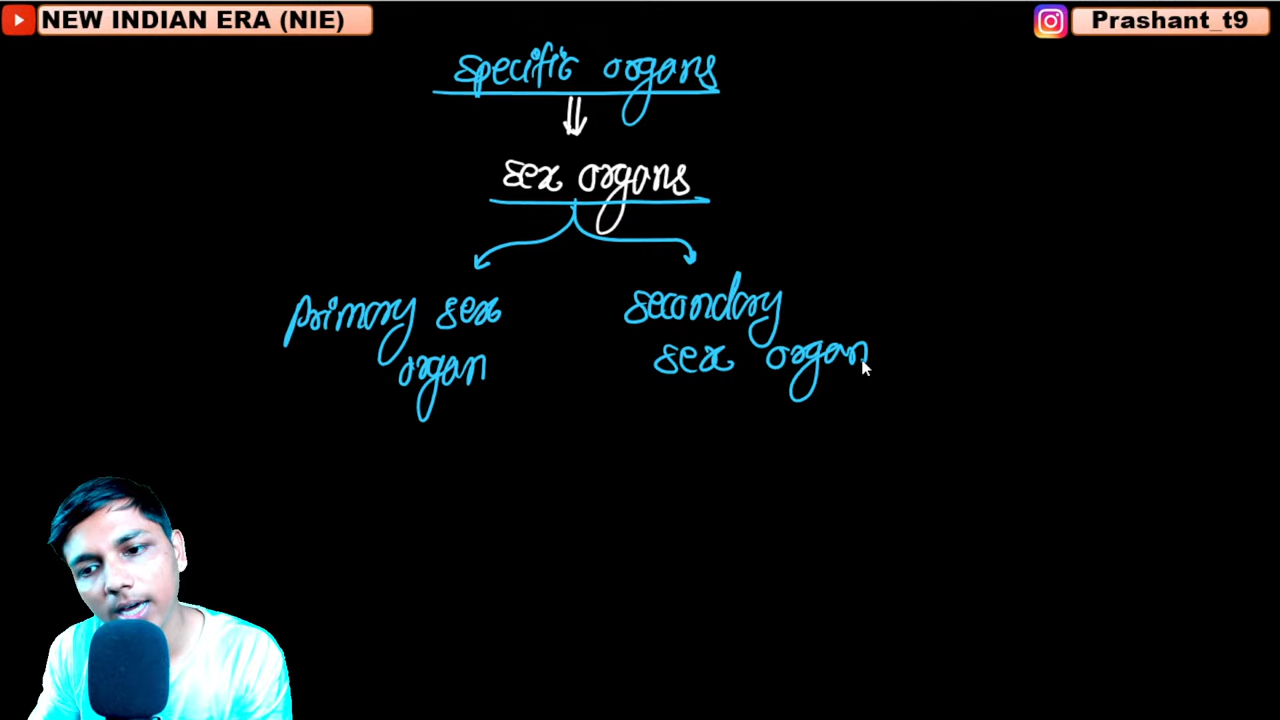 NEW INDIAN ERA (NIE)
Prashant_t9
specific organs
sex organs
primary sex
organ
secondary
sex organ